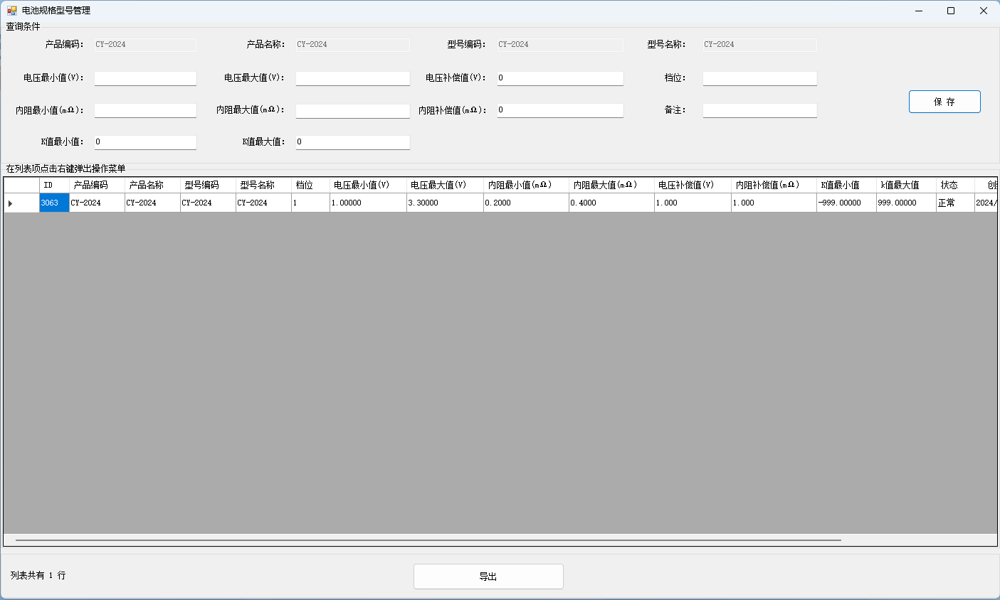 电池规格型号管理
查询条件
产品编码： CY-2024 产品名称： CY-2024 型号编码： CY-2024 型号名称： CY-2024
电压最小值(V)： 电压最大值(V)： 电压补偿值(V)： 0 档位：
内阻最小值(mΩ)： 内阻最大值(mΩ)： 内阻补偿值(mΩ)： 0 备注：
保 存
K值最小值： 0 K值最大值： 0
在列表项点击右键弹出操作菜单
ID 产品编码 产品名称 型号编码 型号名称 档位 电压最小值(V) 电压最大值(V) 内阻最小值(mΩ) 内阻最大值(mΩ) 电压补偿值(V) 内阻补偿值(mΩ) K值最小值 k值最大值 状态
3063 CY-2024 CY-2024 CY-2024 CY-2024 1 1.00000 3.30000 0.2000 0.4000 1.000 1.000 -999.00000 999.00000 正常 2024/
列表共有 1 行
导出